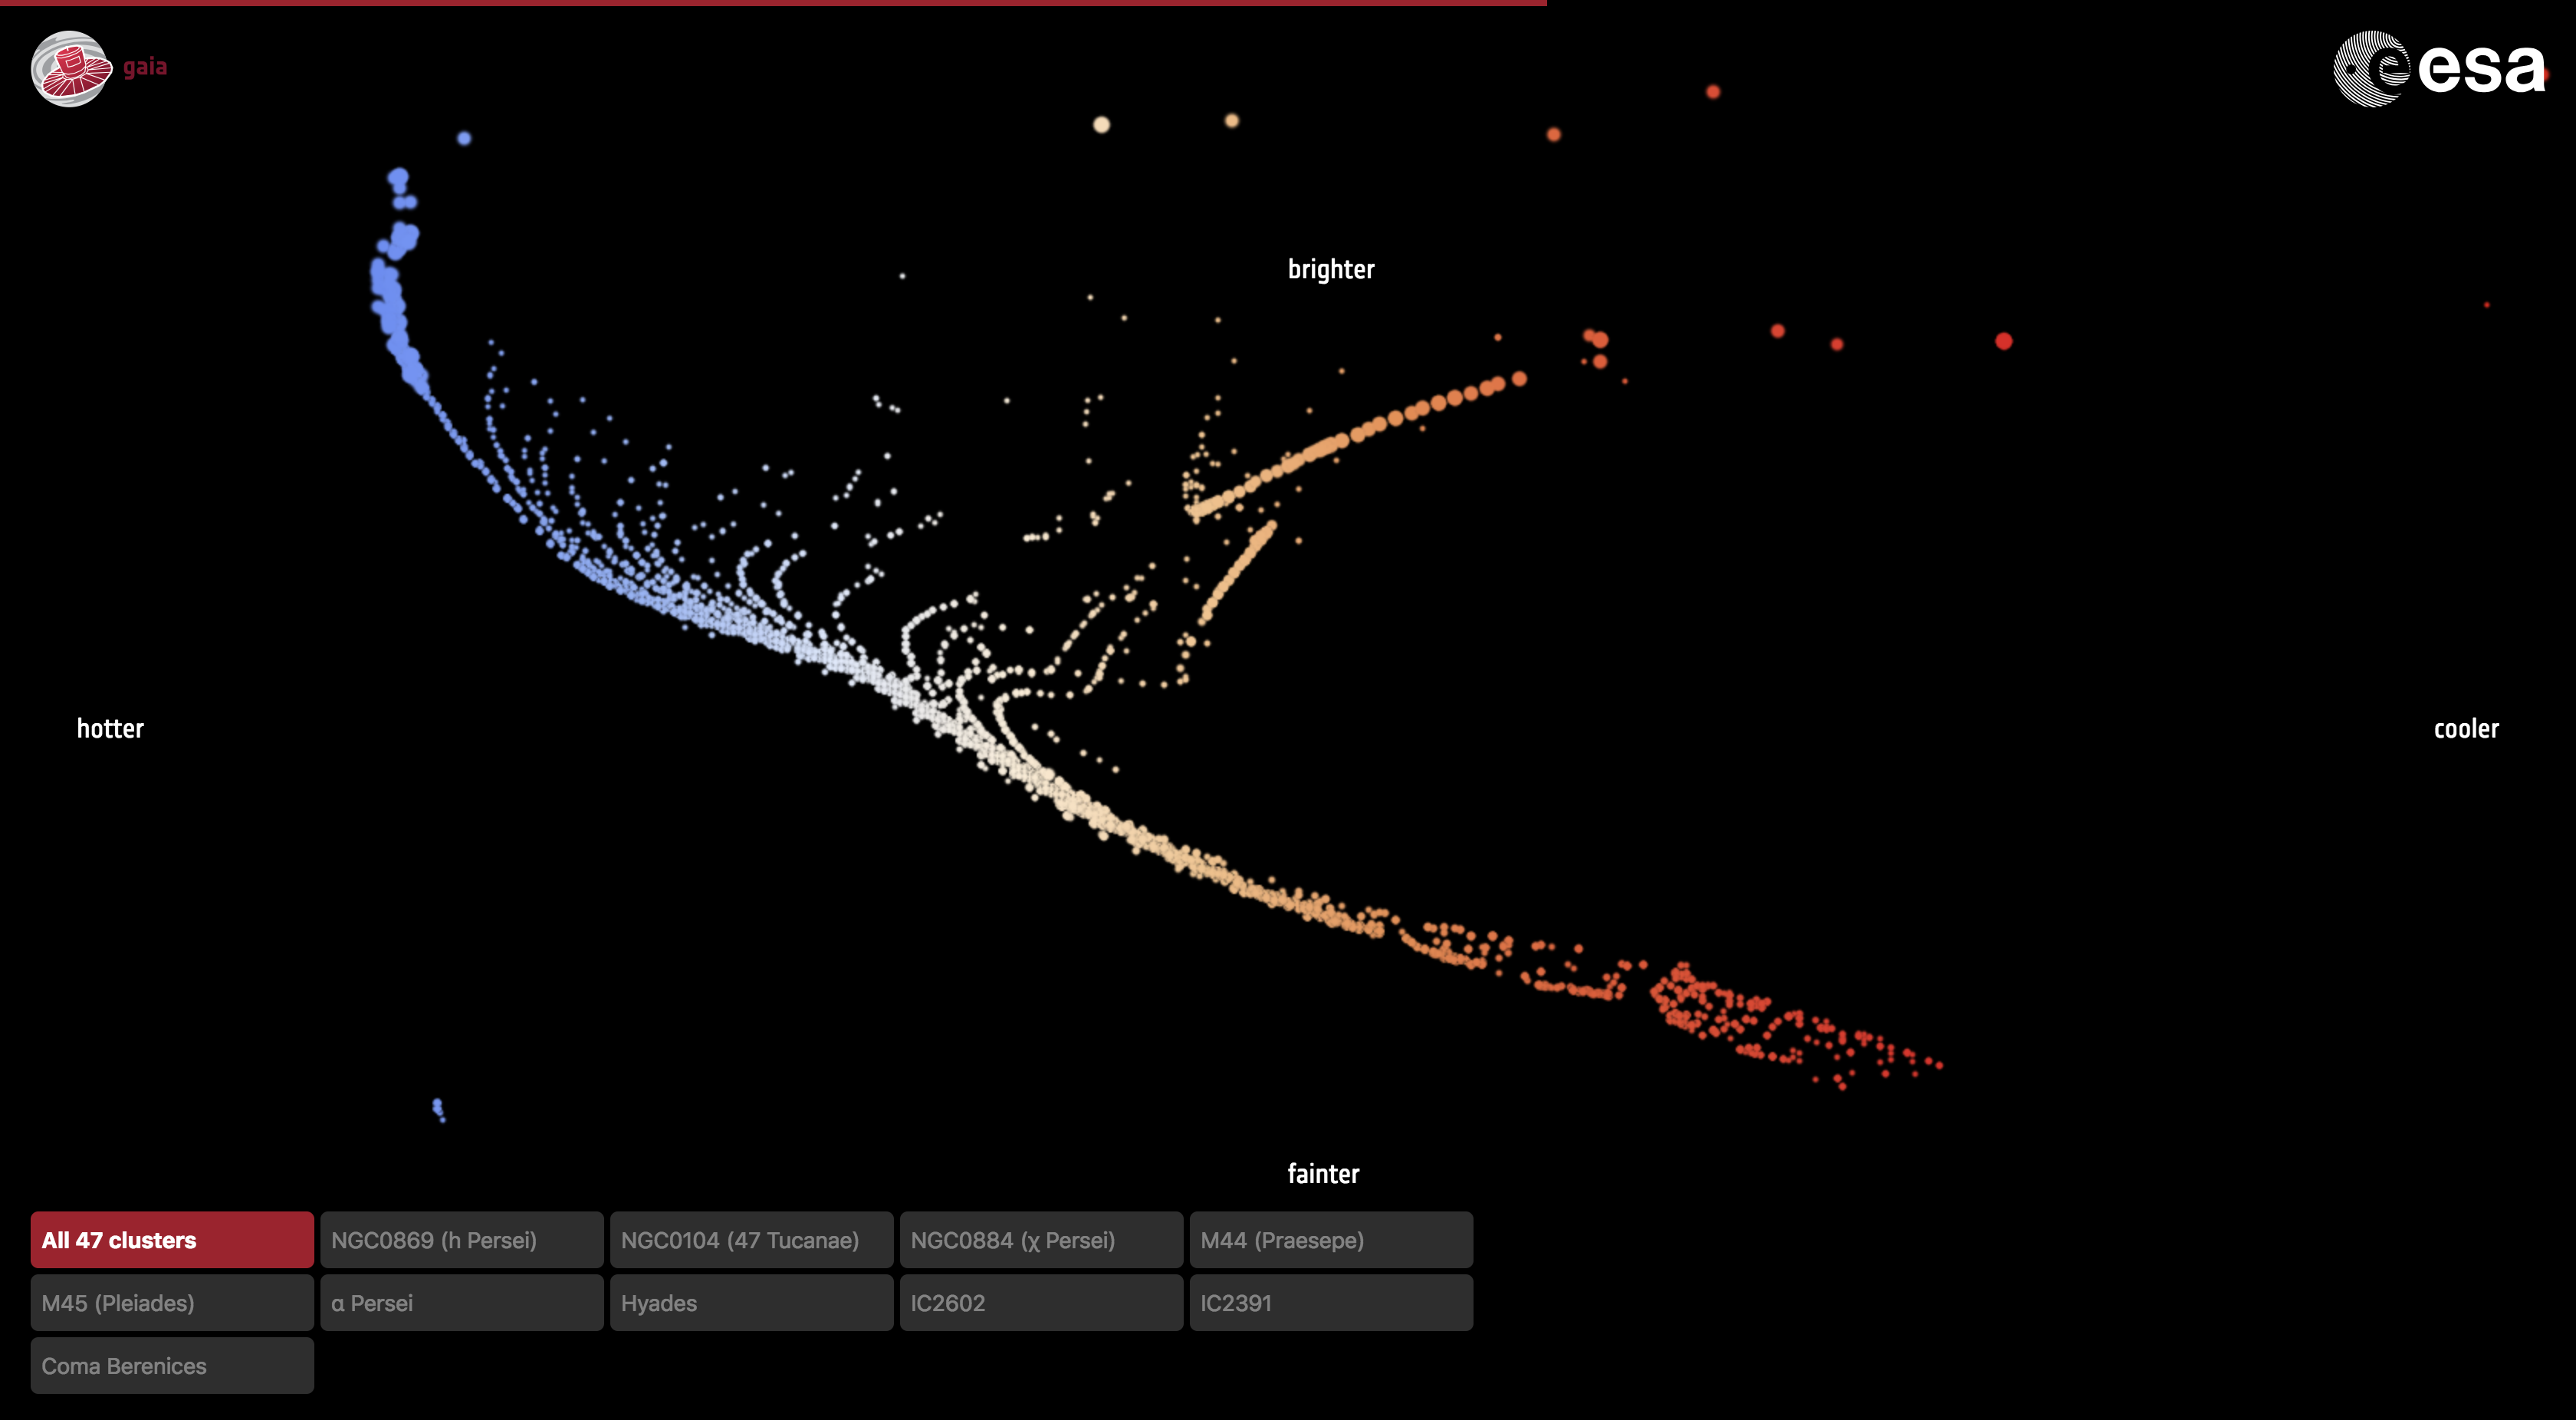 gaia
esa
brighter
hotter
cooler
fainter
All 47 clusters
NGC0869 (h Persei)
NGC0104 (47 Tucanae)
NGC0884 (χ Persei)
M44 (Praesepe)
M45 (Pleiades)
α Persei
Hyades
IC2602
IC2391
Coma Berenices